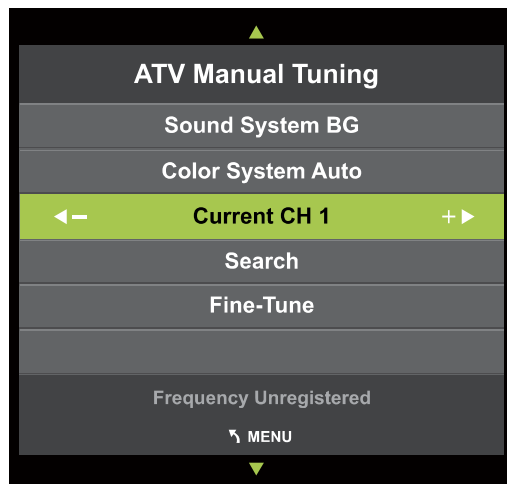 ATV Manual Tuning
Sound System BG
Color System Auto
Current CH 1
Search
Fine-Tune
Frequency Unregistered
MENU